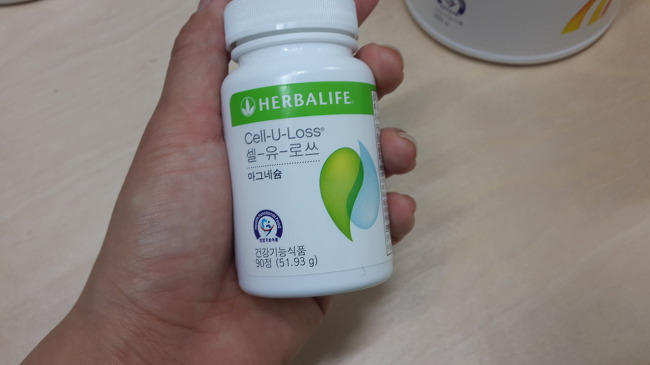 HERBALIFE
Cell-U-Loss®
셀-유-로쓰
마그네슘
건강기능식품
90정 (51.93 g)